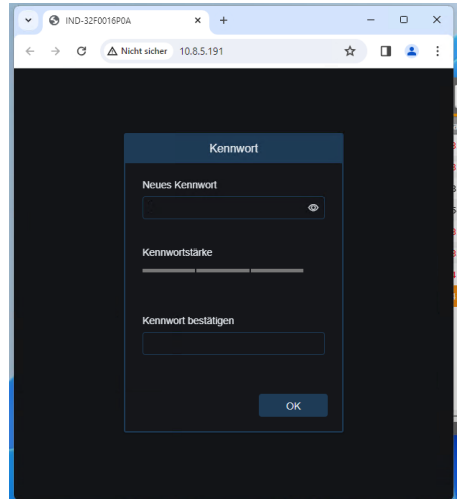 IND-32F0016P0A
Nicht sicher 10.8.5.191
Kennwort
Neues Kennwort
Kennwortstärke
Kennwort bestätigen
OK